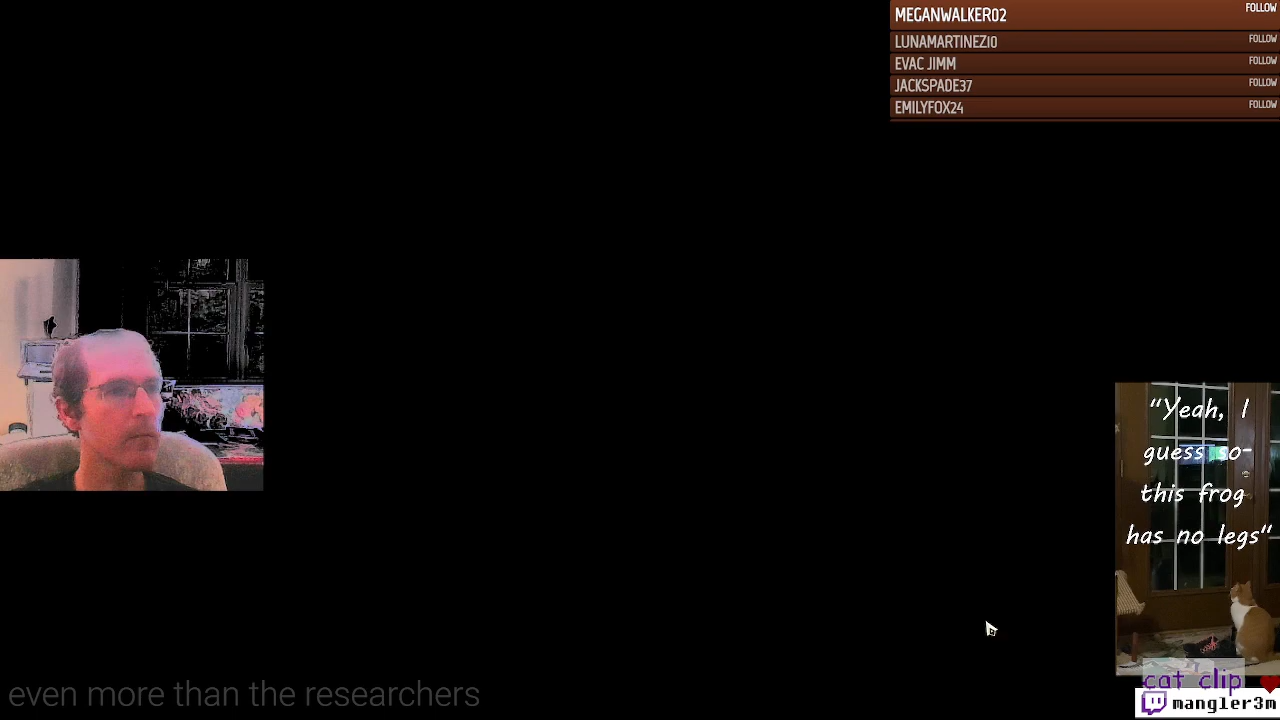 MEGANWALKER02 FOLLOW
LUNAMARTINEZ10 FOLLOW
EVAC JIMM FOLLOW
JACKSPADE37 FOLLOW
EMILYFOX24 FOLLOW
“Yeah, I
guess so-
this frog
has no legs”
cat clip
mangler3m
even more than the researchers